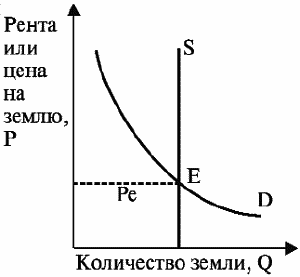 Рента
или
цена
на
землю,
P
S
E
Pe
D
Количество земли, Q